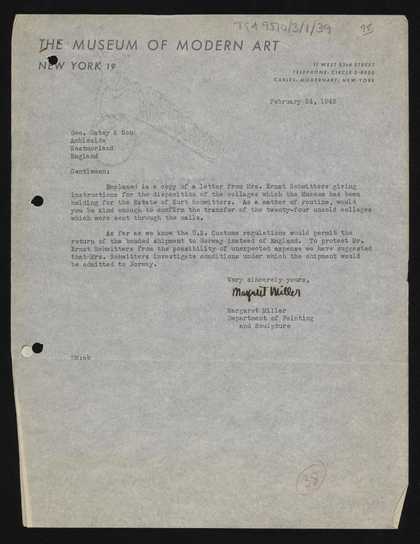 TGA 9510/3/1/39
THE MUSEUM OF MODERN ART
NEW YORK 19
11 WEST 53rd STREET
TELEPHONE: CIRCLE 5-8900
CABLES: MODERNART, NEW-YORK
February 24, 1948
Geo. Gatey & Son
Ambleside
Westmorland
England
Gentlemen:
Enclosed is a copy of a letter from Mrs. Ernst Schwitters giving
instructions for the disposition of the collages which the Museum has been
holding for the Estate of Kurt Schwitters. As a matter of routine, would
you be kind enough to confirm the transfer of the twenty-four unsold collages
which were sent through the mails.
As far as we know the U.S. Customs regulations would permit the
return of the bonded shipment to Norway instead of England. To protect Mr.
Ernst Schwitters from the possibility of unexpected expense we have suggested
that Mrs. Schwitters investigate conditions under which the shipment would
be admitted to Norway.
Very sincerely yours,
Margaret Miller
Margaret Miller
Department of Painting
and Sculpture
38